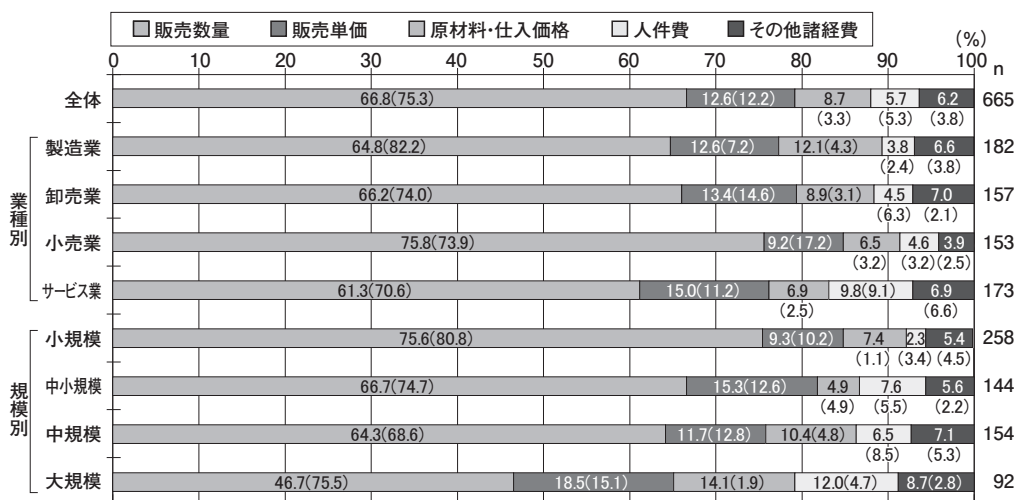 販売数量 販売単価 原材料・仕入価格 人件費 その他諸経費
(%)
0 10 20 30 40 50 60 70 80 90 100 n
全体 66.8(75.3) 12.6(12.2) 8.7 5.7 6.2 665
(3.3) (5.3) (3.8)
業種別
製造業 64.8(82.2) 12.6(7.2) 12.1(4.3) 3.8 6.6 182
(2.4) (3.8)
卸売業 66.2(74.0) 13.4(14.6) 8.9(3.1) 4.5 7.0 157
(6.3) (2.1)
小売業 75.8(73.9) 9.2(17.2) 6.5 4.6 3.9 153
(3.2) (3.2)(2.5)
サービス業 61.3(70.6) 15.0(11.2) 6.9 9.8(9.1) 6.9 173
(2.5) (6.6)
規模別
小規模 75.6(80.8) 9.3(10.2) 7.4 2.3 5.4 258
(1.1) (3.4) (4.5)
中小規模 66.7(74.7) 15.3(12.6) 4.9 7.6 5.6 144
(4.9) (5.5) (2.2)
中規模 64.3(68.6) 11.7(12.8) 10.4(4.8) 6.5 7.1 154
(8.5) (5.3)
大規模 46.7(75.5) 18.5(15.1) 14.1(1.9) 12.0(4.7) 8.7(2.8) 92